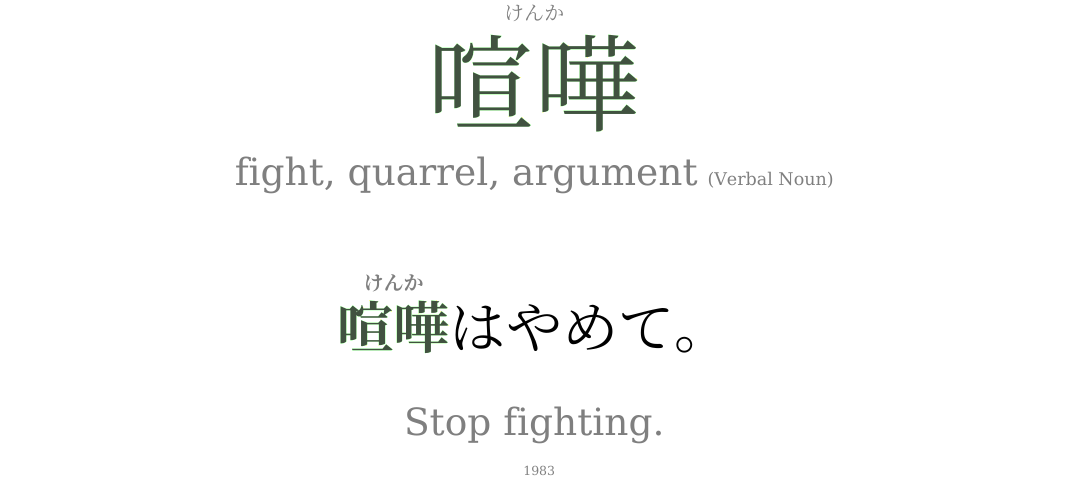 けんか
喧嘩
fight, quarrel, argument (Verbal Noun)
けんか
喧嘩はやめて。
Stop fighting.
1983